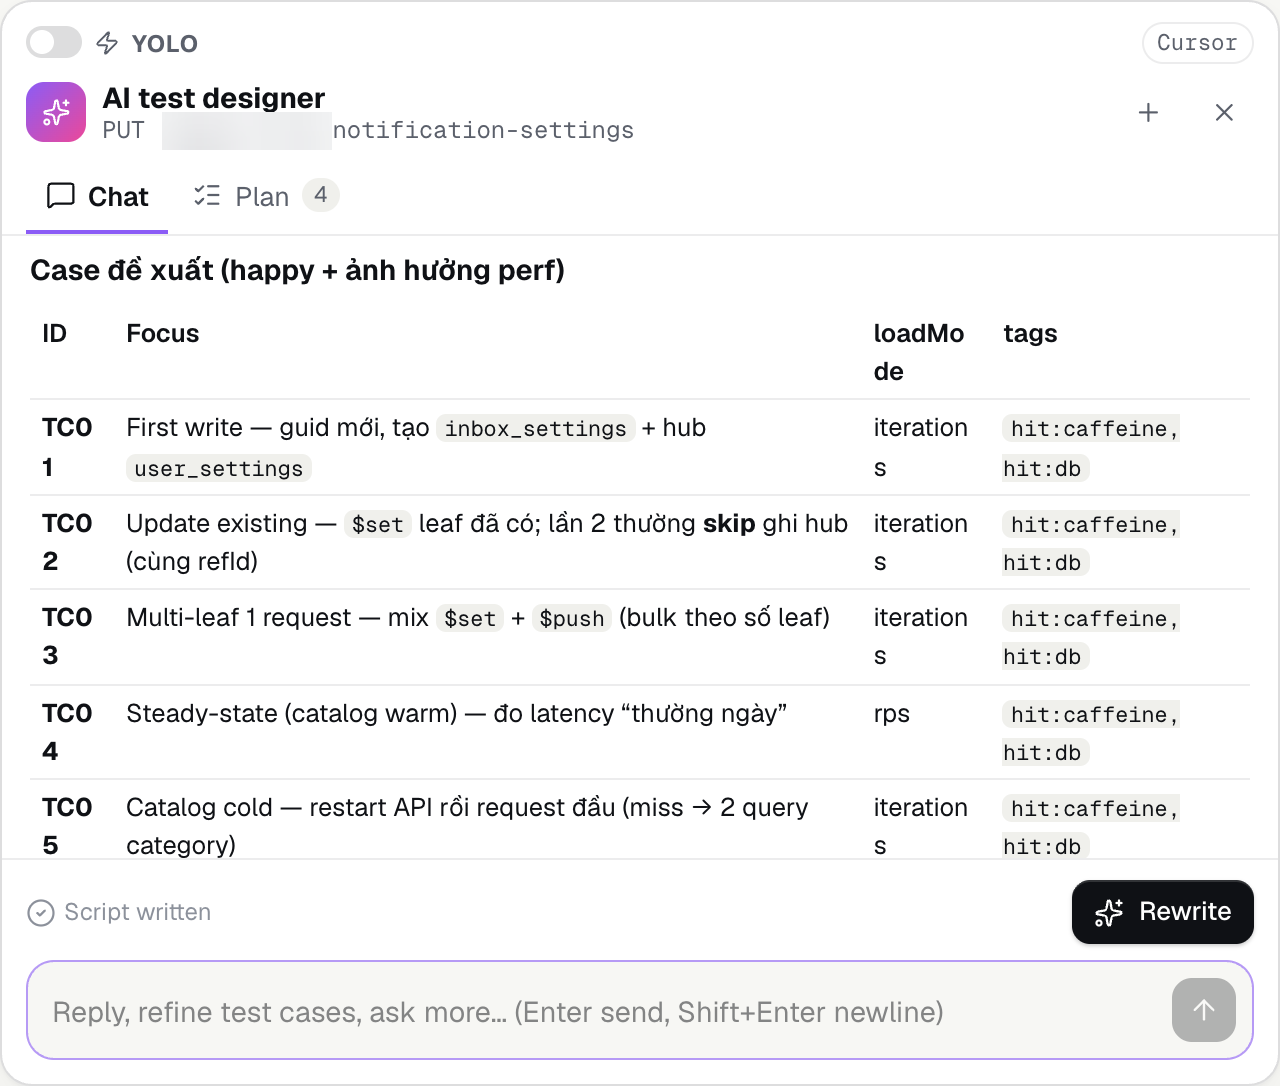 YOLO
Cursor
AI test designer
PUT notification-settings
Chat
Plan 4
Case đề xuất (happy + ảnh hưởng perf)
ID Focus loadMo tags
de
TC0 First write — guid mới, tạo inbox_settings + hub iteration hit:caffeine,
1 user_settings s hit:db
TC0 Update existing — $set leaf đã có; lần 2 thường skip ghi hub iteration hit:caffeine,
2 (cùng refId) s hit:db
TC0 Multi-leaf 1 request — mix $set + $push (bulk theo số leaf) iteration hit:caffeine,
3 s hit:db
TC0 Steady-state (catalog warm) — đo latency “thường ngày” rps hit:caffeine,
4 hit:db
TC0 Catalog cold — restart API rồi request đầu (miss → 2 query iteration hit:caffeine,
5 category) s hit:db
Script written
Rewrite
Reply, refine test cases, ask more... (Enter send, Shift+Enter newline)